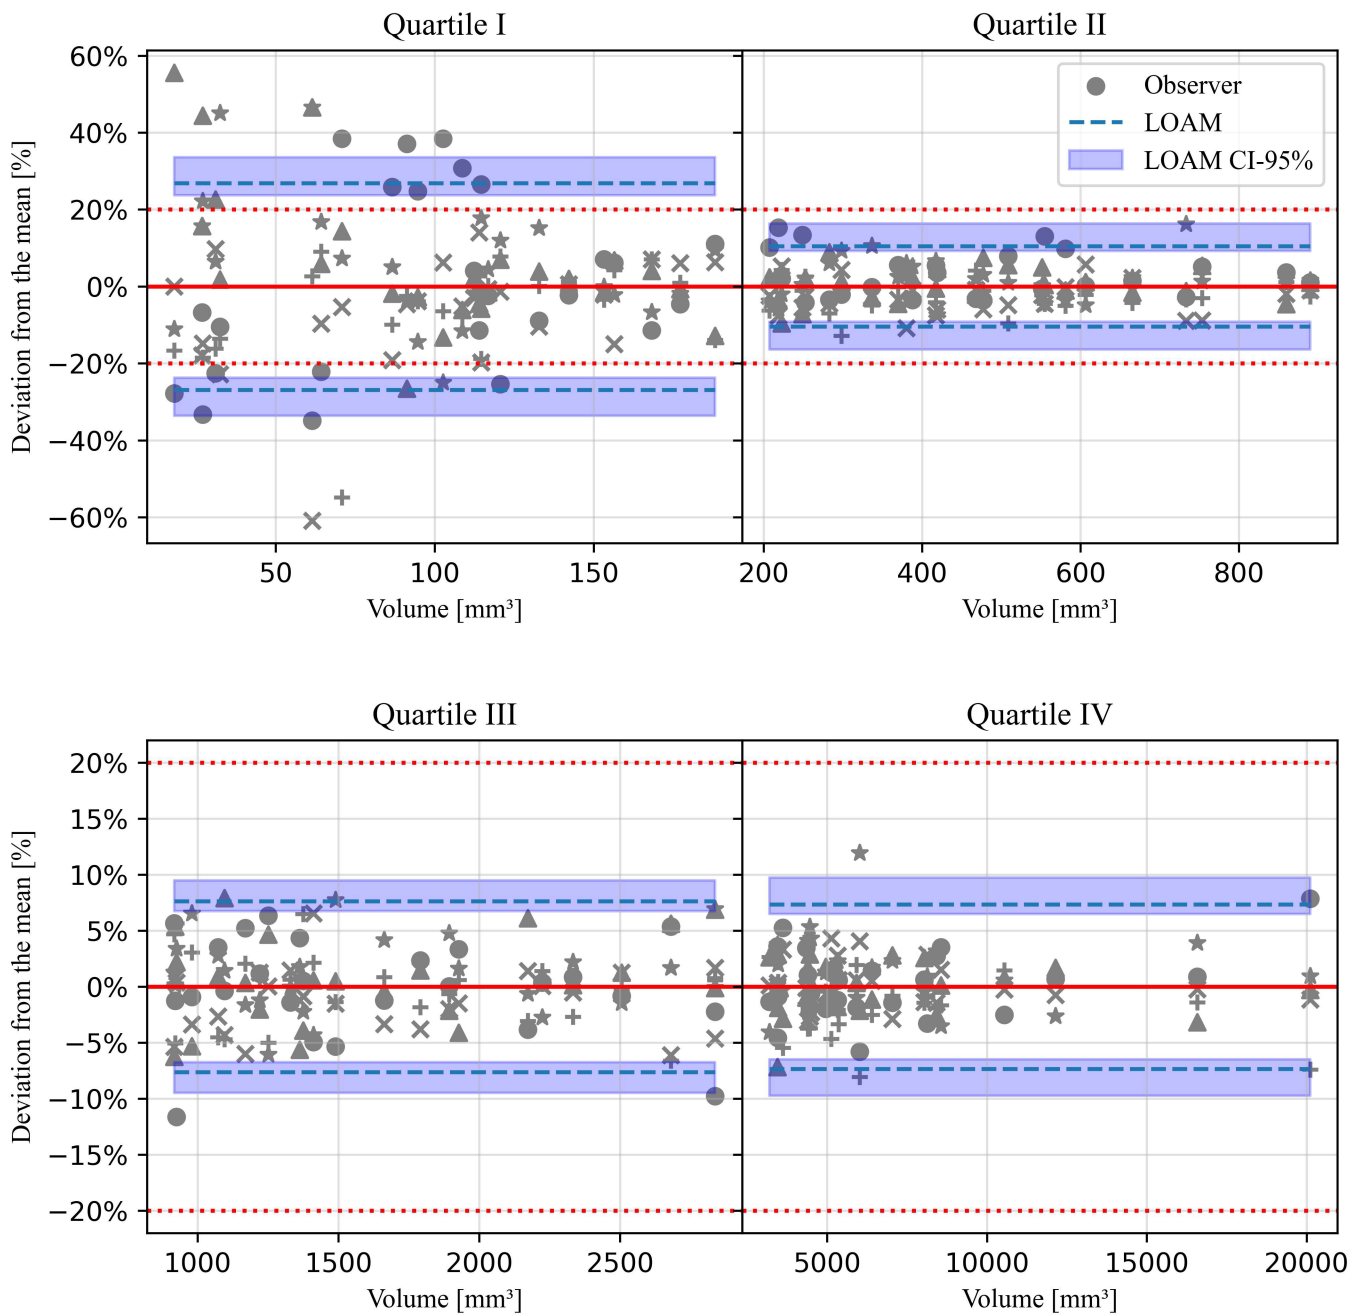 Quartile I
Quartile II
60%
40%
20%
0%
−20%
−40%
−60%
Deviation from the mean [%]
Observer
LOAM
LOAM CI-95%
50 100 150
200 400 600 800
Volume [mm³]
Volume [mm³]
Quartile III
Quartile IV
20%
15%
10%
5%
0%
−5%
−10%
−15%
−20%
Deviation from the mean [%]
1000 1500 2000 2500
5000 10000 15000 20000
Volume [mm³]
Volume [mm³]